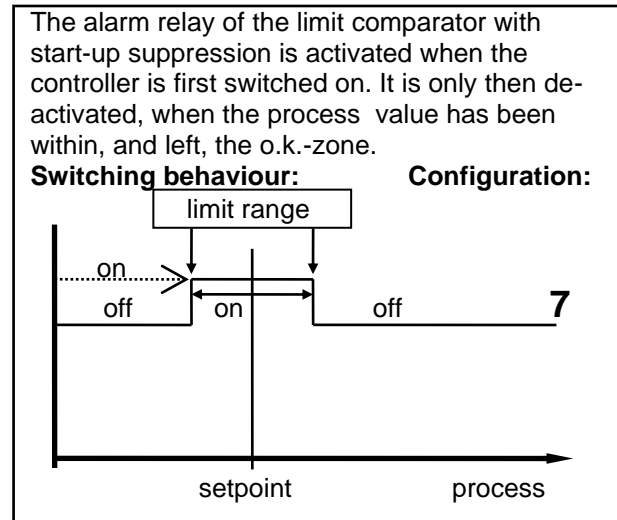 The alarm relay of the limit comparator with
start-up suppression is activated when the
controller is first switched on. It is only then de-
activated, when the process value has been
within, and left, the o.k.-zone.
Switching behaviour: Configuration:
limit range
on
off on off 7
setpoint process